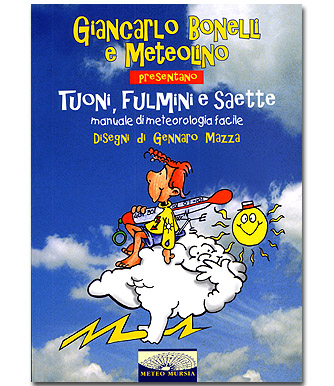 Giancarlo Bonelli
e Meteolino
presentano
Tuoni, Fulmini e Saette
manuale di meteorologia facile
Disegni di Gennaro Mazza
METEO MURSIA